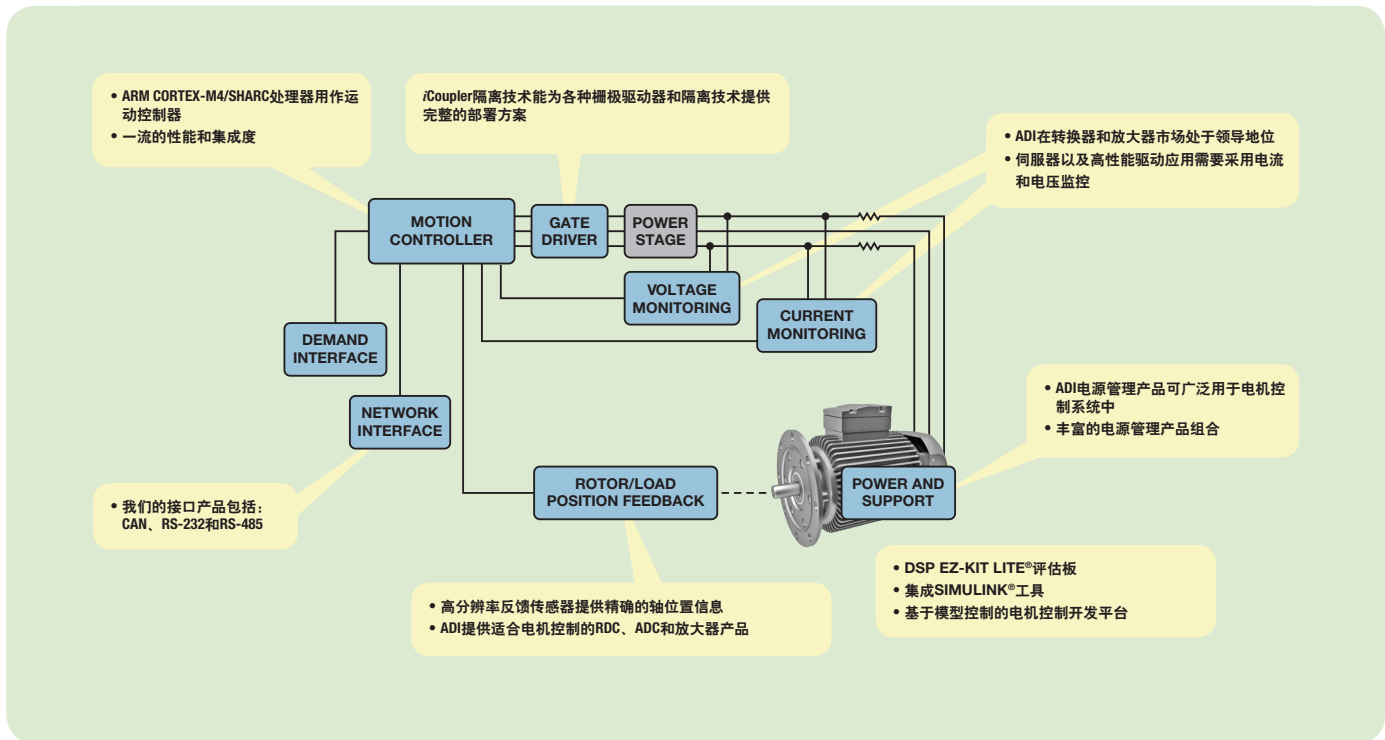 • ARM CORTEX-M4/SHARC处理器用作运
动控制器
• 一流的性能和集成度
iCoupler隔离技术能为各种栅极驱动器和隔离技术提供
完整的部署方案
• ADI在转换器和放大器市场处于领导地位
• 伺服器以及高性能驱动应用需要采用电流
和电压监控
MOTION
CONTROLLER
GATE
DRIVER
POWER
STAGE
VOLTAGE
MONITORING
CURRENT
MONITORING
DEMAND
INTERFACE
NETWORK
INTERFACE
• ADI电源管理产品可广泛用于电机控
制系统中
• 丰富的电源管理产品组合
ROTOR/LOAD
POSITION FEEDBACK
POWER AND
SUPPORT
• 我们的接口产品包括：
CAN、RS-232和RS-485
• DSP EZ-KIT LITE®评估板
• 集成SIMULINK®工具
• 基于模型控制的电机控制开发平台
• 高分辨率反馈传感器提供精确的轴位置信息
• ADI提供适合电机控制的RDC、ADC和放大器产品